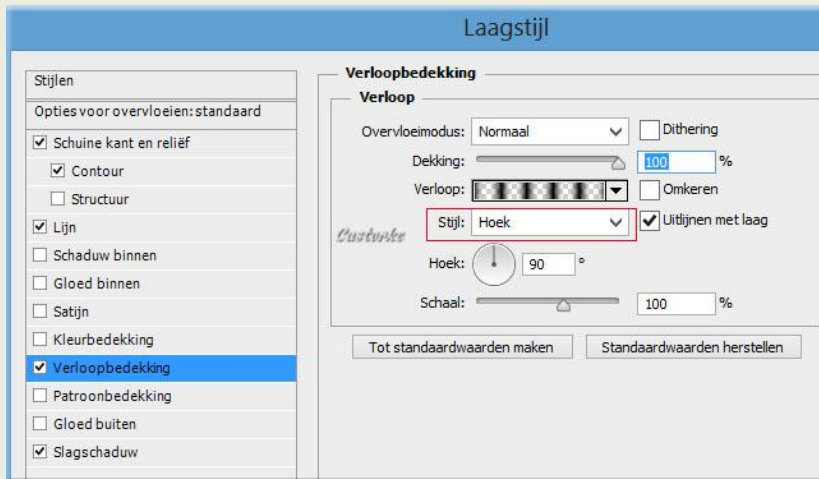 Laagstijl
Stijlen
Opties voor overvloeien: standaard
Schuine kant en reliëf
Contour
Structuur
Lijn
Schaduw binnen
Gloed binnen
Satijn
Kleurbedekking
Verloopbedekking
Patroonbedekking
Gloed buiten
Slagschaduw
Verloopbedekking
Verloop
Overvloeimodus: Normaal Dithering
Dekking: 100 %
Verloop: Omkeren
Stijl: Hoek Uitlijnen met laag
Hoek: 90 °
Schaal: 100 %
Tot standaardwaarden maken Standaardwaarden herstellen